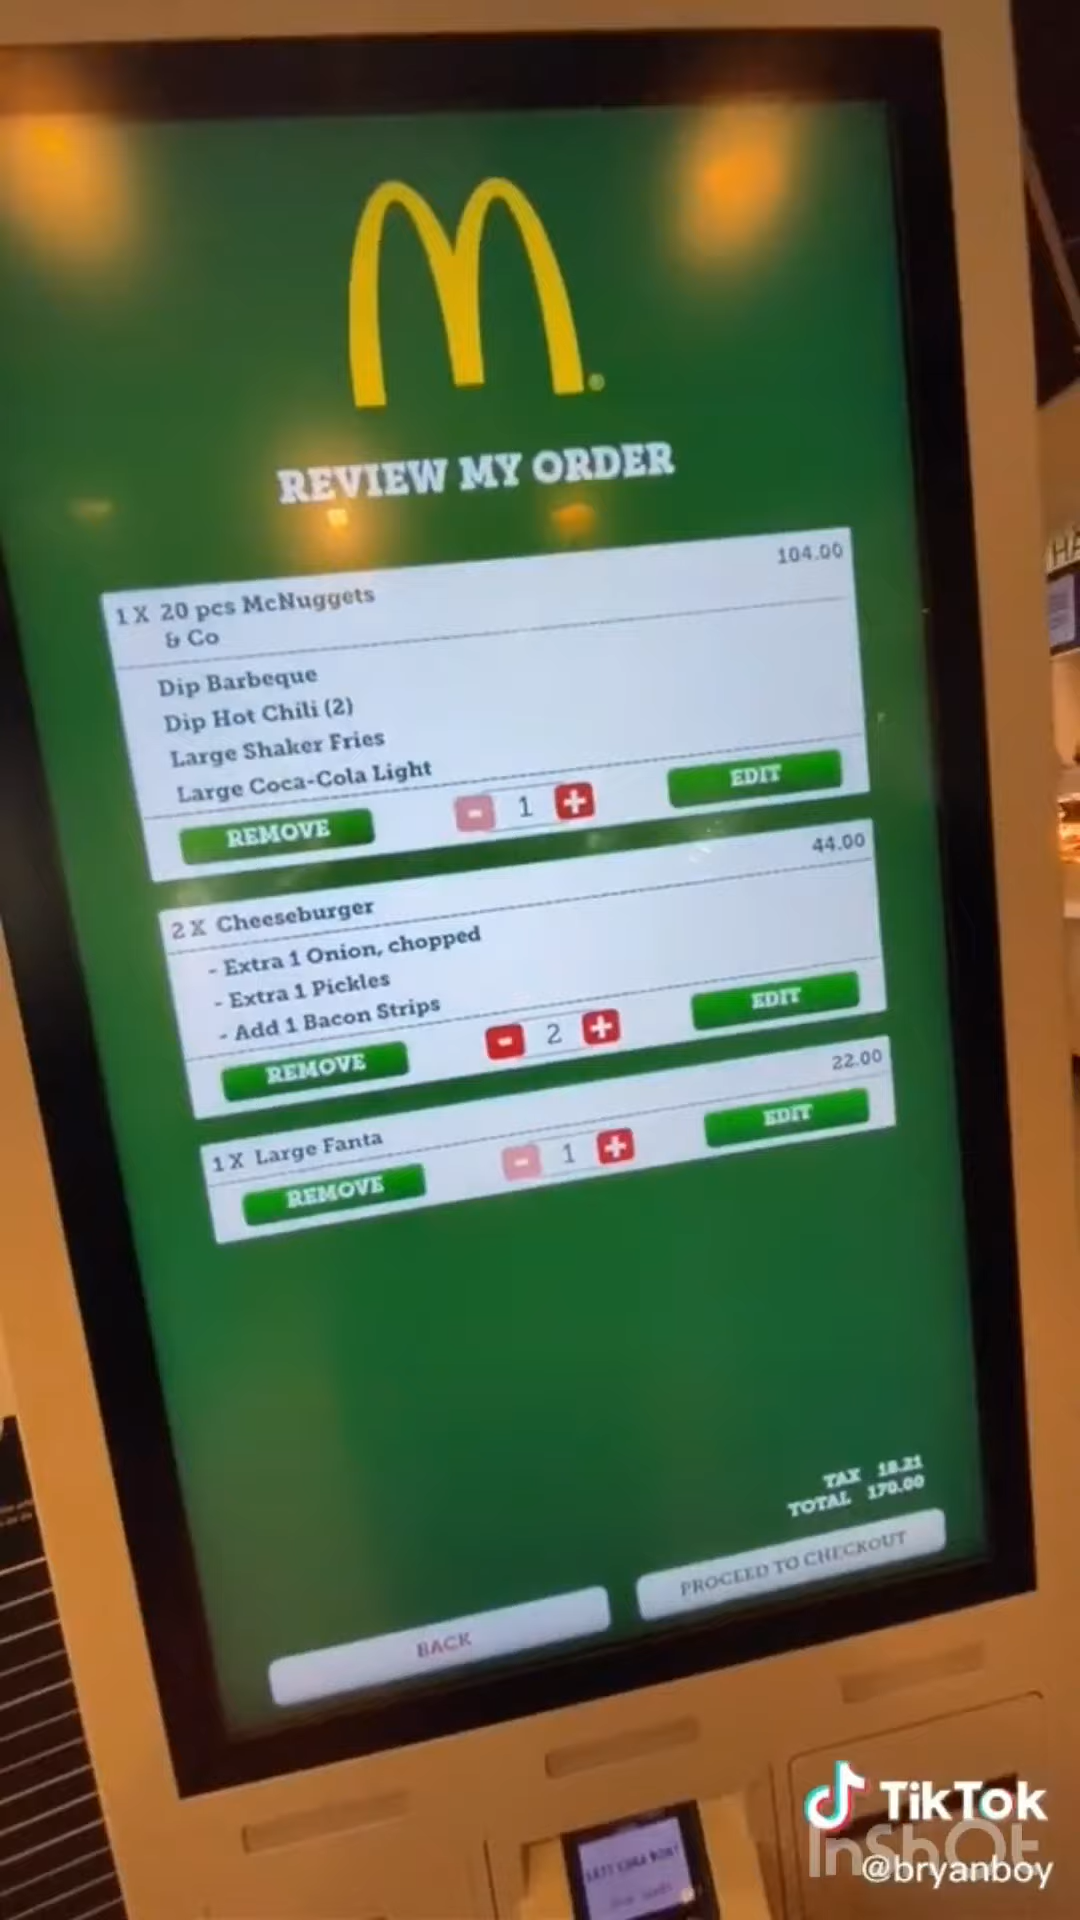 REVIEW MY ORDER
1 X 20 pcs McNuggets 104.00
& Co
Dip Barbeque
Dip Hot Chili (2)
Large Shaker Fries
Large Coca-Cola Light
REMOVE - 1 + EDIT
2 X Cheeseburger 44.00
- Extra 1 Onion, chopped
- Extra 1 Pickles
- Add 1 Bacon Strips
REMOVE - 2 + EDIT
1 X Large Fanta 22.00
REMOVE - 1 + EDIT
TAX 18.21
TOTAL 170.00
BACK PROCEED TO CHECKOUT
TikTok
InShOt
@bryanboy